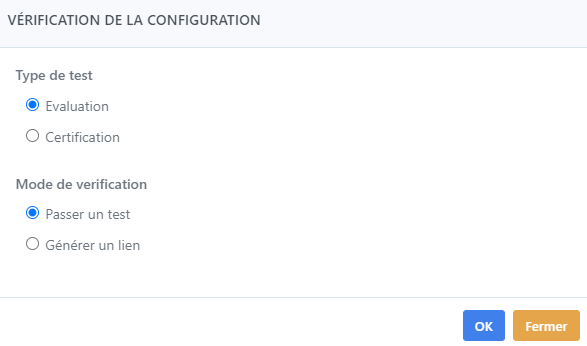 VÉRIFICATION DE LA CONFIGURATION
Type de test
Evaluation
Certification
Mode de verification
Passer un test
Générer un lien
OK
Fermer